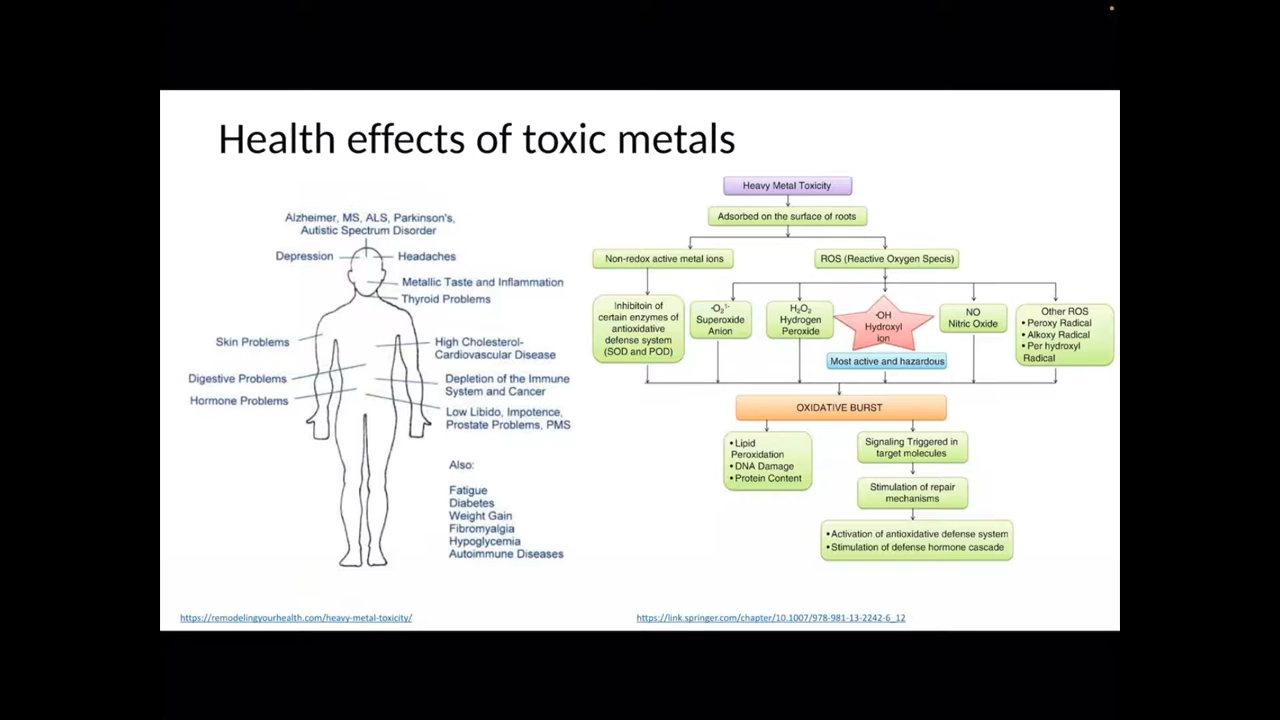 Health effects of toxic metals
Alzheimer, MS, ALS, Parkinson's,
Autistic Spectrum Disorder
Depression
Headaches
Metallic Taste and Inflammation
Thyroid Problems
Skin Problems
High Cholesterol-
Cardiovascular Disease
Digestive Problems
Depletion of the Immune
System and Cancer
Hormone Problems
Low Libido, Impotence,
Prostate Problems, PMS
Also:
Fatigue
Diabetes
Weight Gain
Fibromyalgia
Hypoglycemia
Autoimmune Diseases
https://remodelingyourhealth.com/heavy-metal-toxicity/
Heavy Metal Toxicity
Adsorbed on the surface of roots
Non-redox active metal ions
ROS (Reactive Oxygen Specis)
Inhibitoin of
certain enzymes of
antioxidative
defense system
(SOD and POD)
·O₂¹⁻
Superoxide
Anion
H₂O₂
Hydrogen
Peroxide
·OH
Hydroxyl
ion
Most active and hazardous
NO
Nitric Oxide
Other ROS
• Peroxy Radical
• Alkoxy Radical
• Per hydroxyl
Radical
OXIDATIVE BURST
• Lipid
Peroxidation
• DNA Damage
• Protein Content
Signaling Triggered in
target molecules
Stimulation of repair
mechanisms
• Activation of antioxidative defense system
• Stimulation of defense hormone cascade
https://link.springer.com/chapter/10.1007/978-981-13-2242-6_12